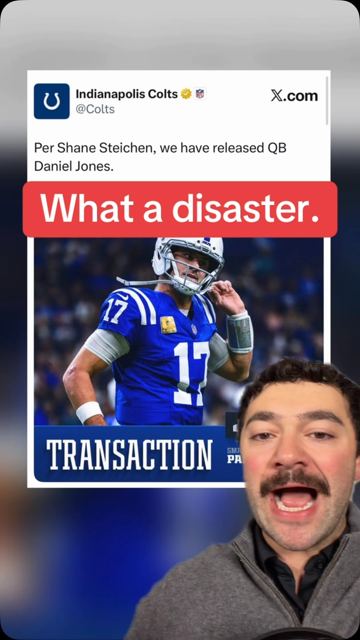 Indianapolis Colts
@Colts
X.com
Per Shane Steichen, we have released QB
Daniel Jones.
What a disaster.
17
17
TRANSACTION